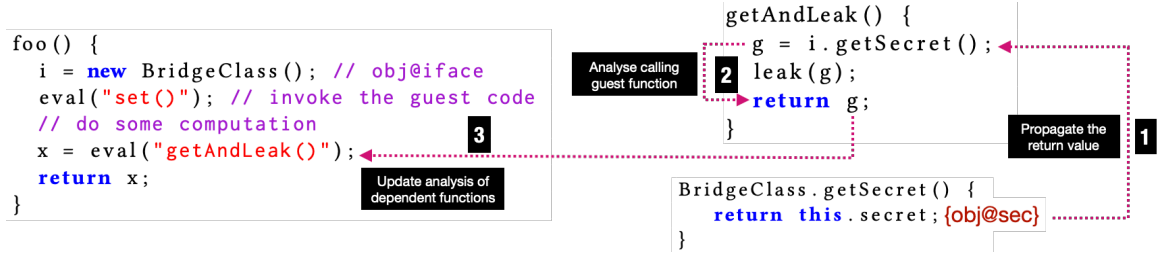 foo() {
i = new BridgeClass(); // obj@iface
eval("set()"); // invoke the guest code
// do some computation
x = eval("getAndLeak()");
return x;
}
3
Update analysis of
dependent functions
Analyse calling
guest function
2
getAndLeak() {
g = i.getSecret();
leak(g);
return g;
}
Propagate the
return value
1
BridgeClass.getSecret() {
return this.secret; {obj@sec}
}